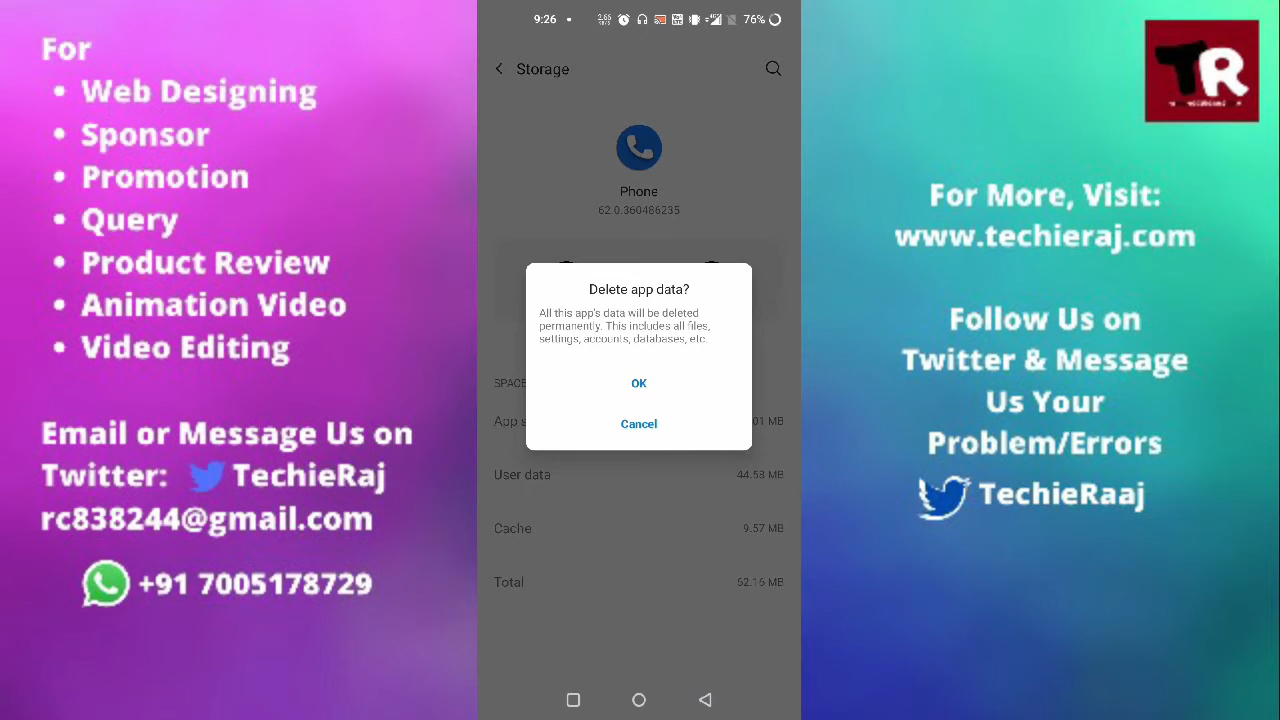 For
• Web Designing
• Sponsor
• Promotion
• Query
• Product Review
• Animation Video
• Video Editing
Email or Message Us on
Twitter: TechieRaj
rc838244@gmail.com
+91 7005178729
9:26 • 76%
Storage
Phone
62.0.360486235
Delete app data?
All this app's data will be deleted
permanently. This includes all files,
settings, accounts, databases, etc.
OK
Cancel
SPACE
App s 01 MB
User data 44.58 MB
Cache 9.57 MB
Total 62.16 MB
TR
For More, Visit:
www.techieraj.com
Follow Us on
Twitter & Message
Us Your
Problem/Errors
TechieRaaj